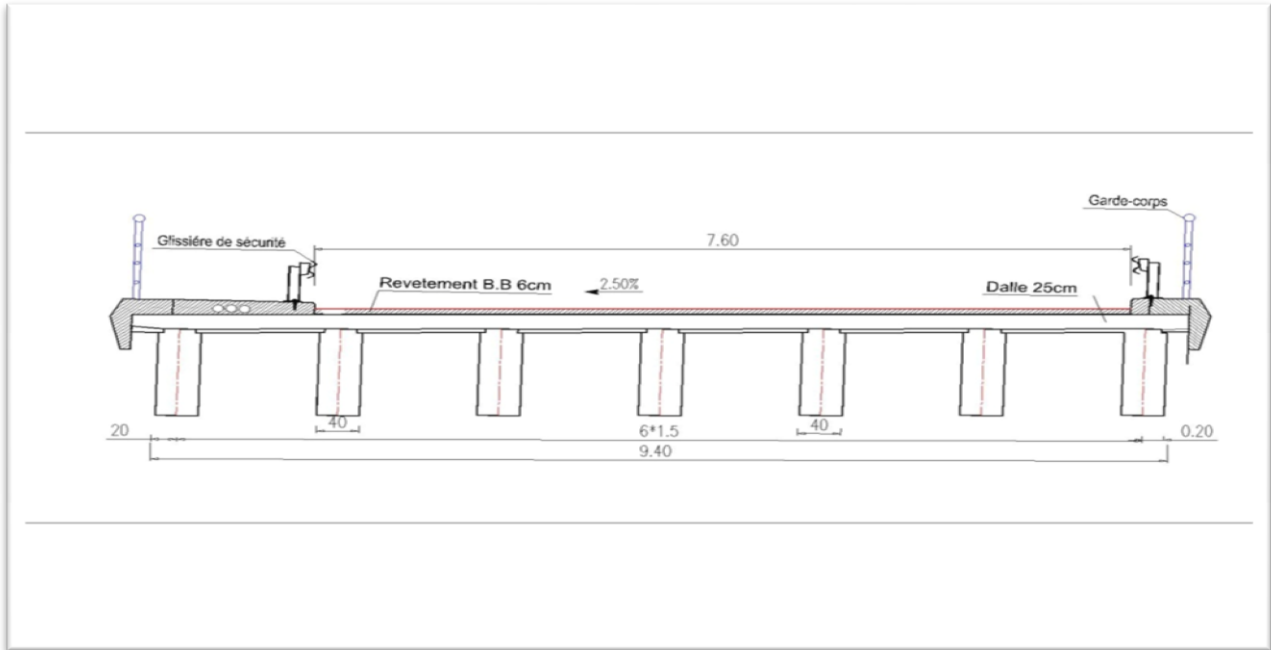 Garde-corps
Glissiére de sécurité
7.60
Revetement B.B 6cm
2.50%
Dalle 25cm
40
40
20
6*1.5
0.20
9.40